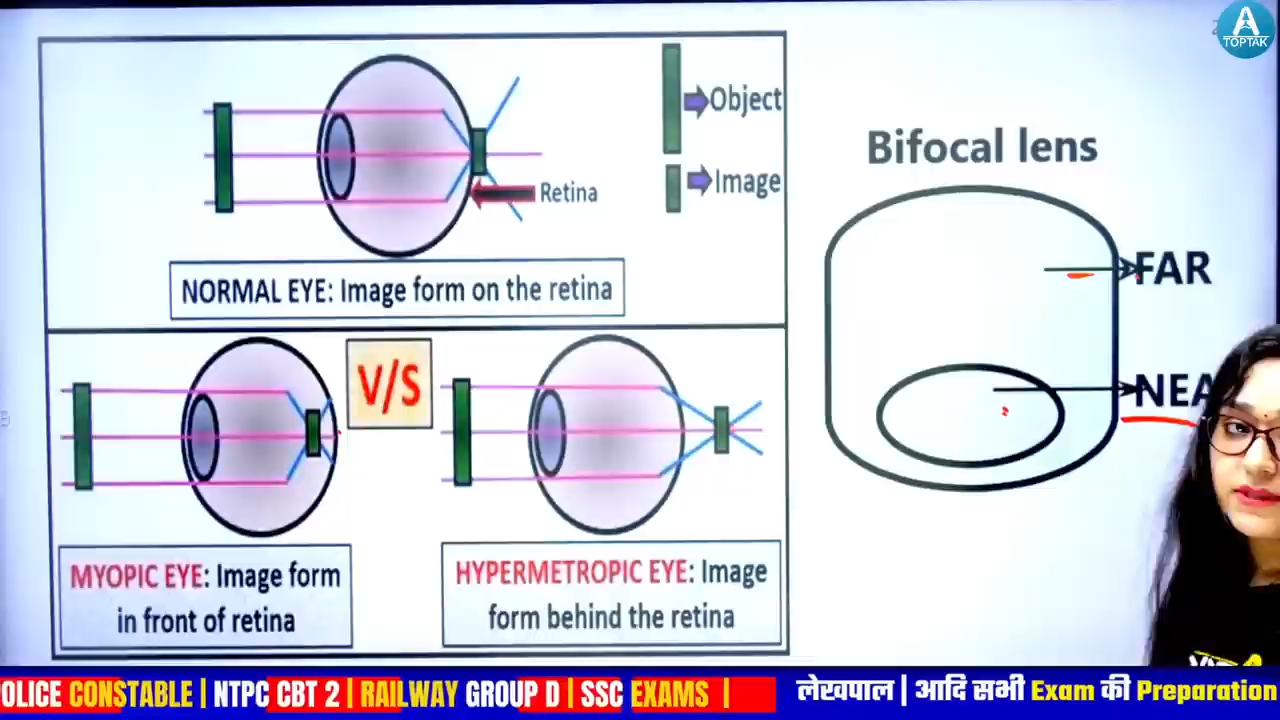 A
TOPTAK
Object
Image
Retina
NORMAL EYE: Image form on the retina
V/S
MYOPIC EYE: Image form
in front of retina
HYPERMETROPIC EYE: Image
form behind the retina
Bifocal lens
FAR
NEA
OLICE CONSTABLE | NTPC CBT 2 | RAILWAY GROUP D | SSC EXAMS |
लेखपाल | आदि सभी Exam की Preparation